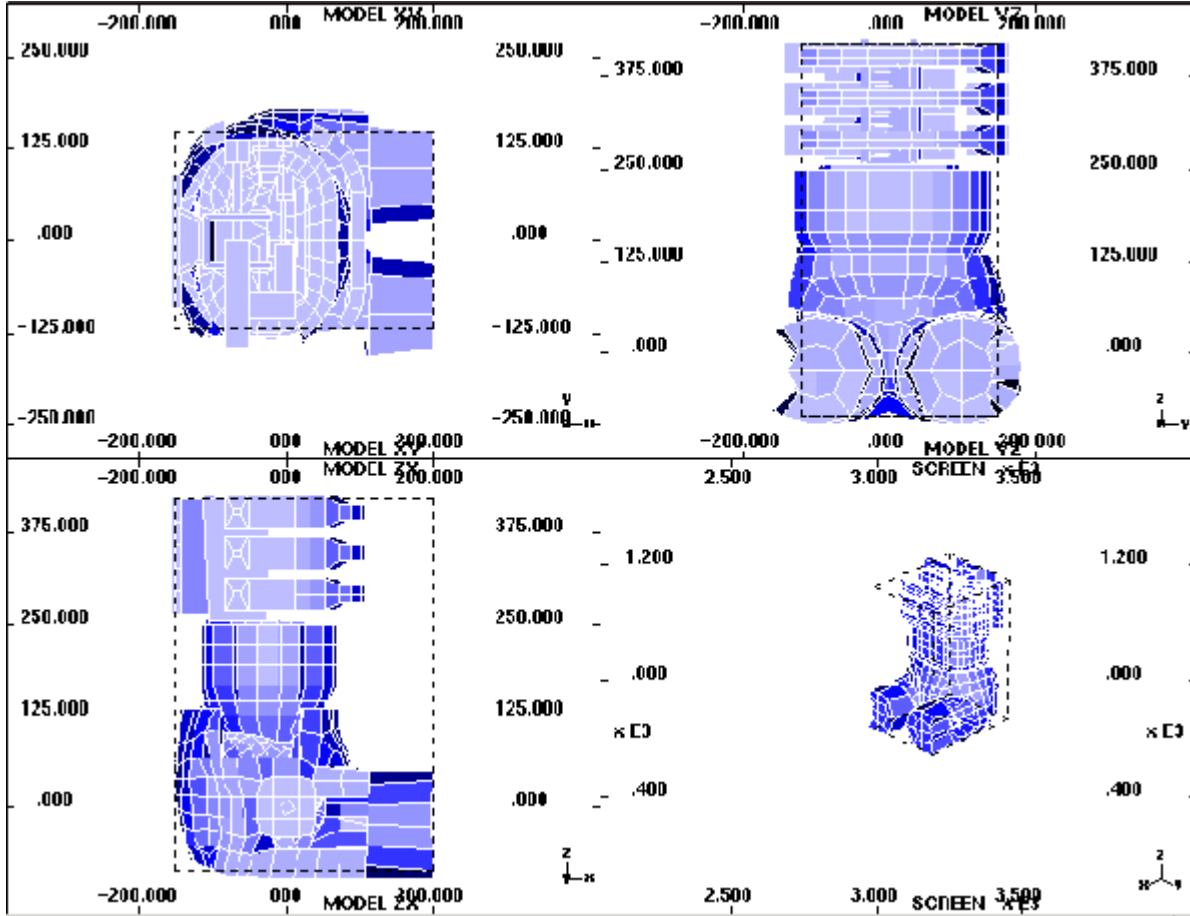 -200.000 .000 MODEL XY 200.000
250.000 250.000
125.000 125.000
.000 .000
-125.000 -125.000
-250.000 -250.000
-200.000 .000 MODEL XY 200.000
-200.000 .000 MODEL YZ 200.000
375.000 375.000
250.000 250.000
125.000 125.000
.000 .000
Z
-200.000 .000 MODEL YZ 200.000
-200.000 .000 MODEL ZX 200.000
375.000 375.000
250.000 250.000
125.000 125.000
.000 .000
Z
X
-200.000 .000 MODEL ZX 200.000
2.500 3.000 SCREEN x E3 3.500
1.200 1.200
.000 .000
x E3 x E3
.400 .400
Z
X Y
2.500 3.000 SCREEN x E3 3.500